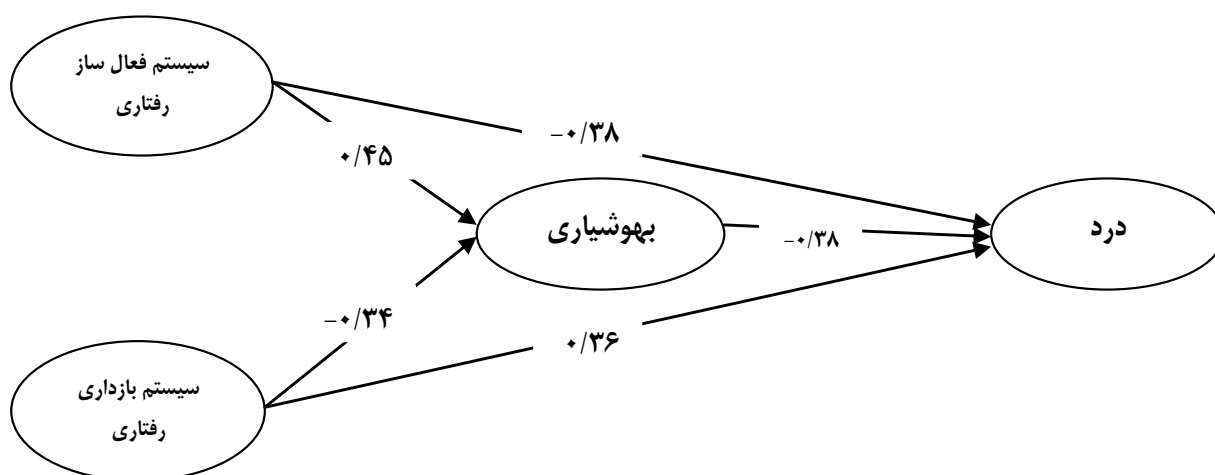 سیستم فعال ساز
رفتاری
-۰/۳۸
۰/۴۵
بهوشیاری
-۰/۳۸
درد
-۰/۳۴
۰/۳۶
سیستم بازداری
رفتاری